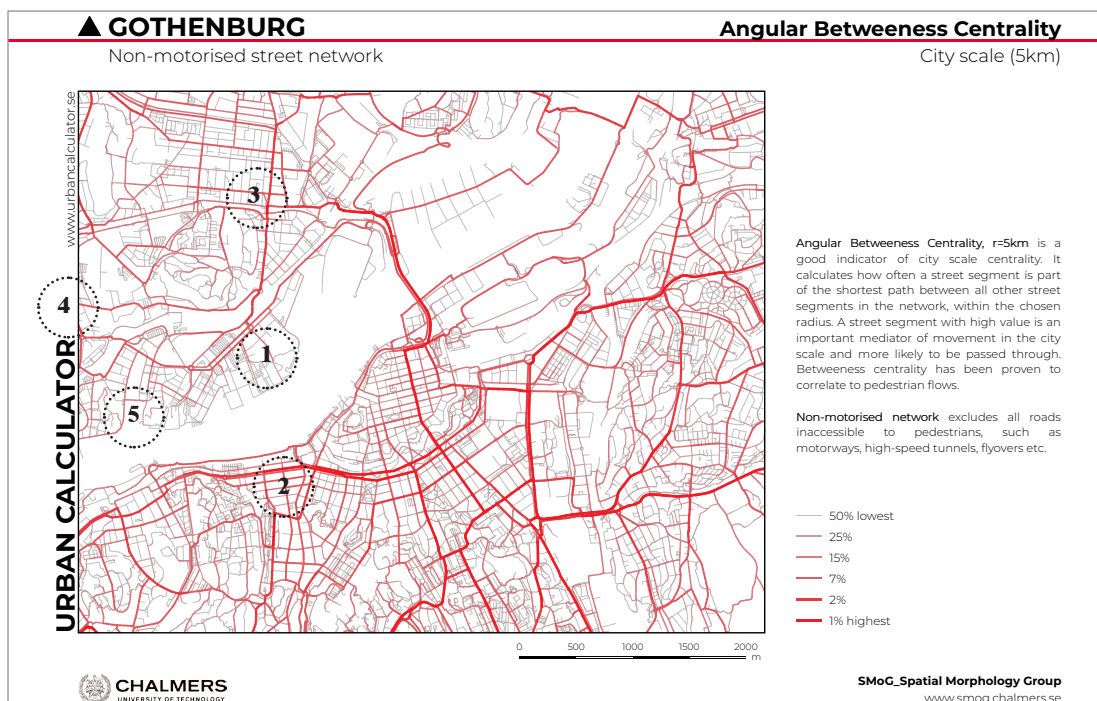 GOTHENBURG
Angular Betweeness Centrality
Non-motorised street network
City scale (5km)
www.urbancalculator.se
URBAN CALCULATOR
3
4
1
5
2
Angular Betweeness Centrality, r=5km is a
good indicator of city scale centrality. It
calculates how often a street segment is part
of the shortest path between all other street
segments in the network, within the chosen
radius. A street segment with high value is an
important mediator of movement in the city
scale and more likely to be passed through.
Betweeness centrality has been proven to
correlate to pedestrian flows.
Non-motorised network excludes all roads
inaccessible to pedestrians, such as
motorways, high-speed tunnels, flyovers etc.
50% lowest
25%
15%
7%
2%
1% highest
0 500 1000 1500 2000
m
CHALMERS
UNIVERSITY OF TECHNOLOGY
SMoG_Spatial Morphology Group
www.smog.chalmers.se